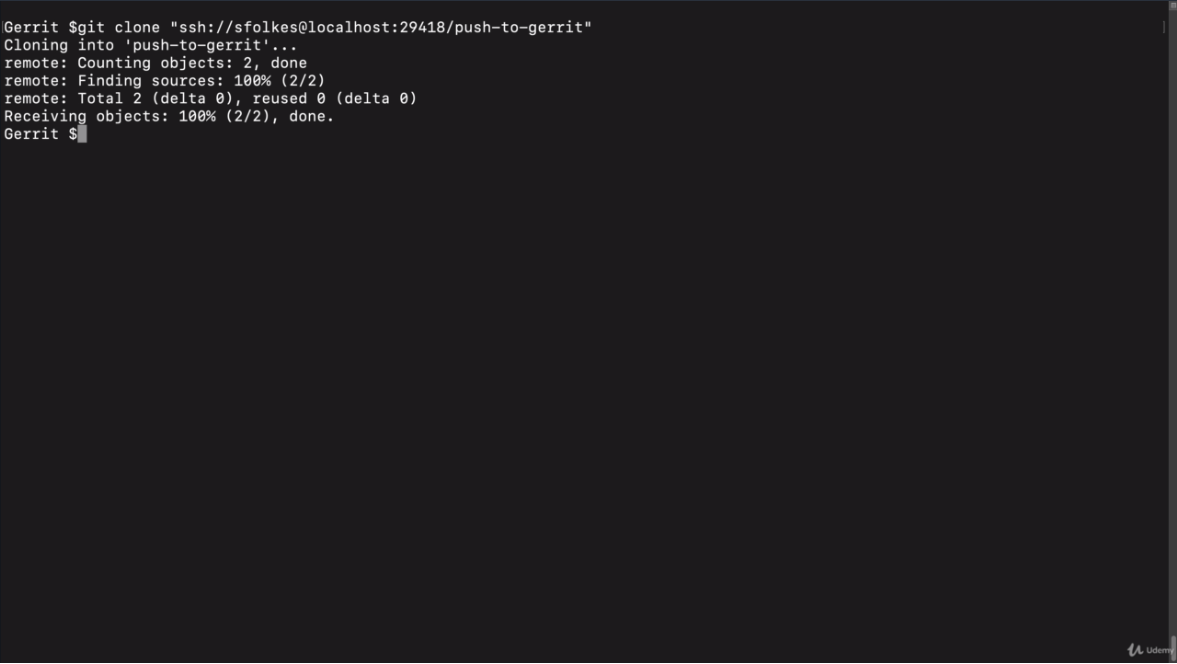 Gerrit $git clone "ssh://sfolkes@localhost:29418/push-to-gerrit"
Cloning into 'push-to-gerrit'...
remote: Counting objects: 2, done
remote: Finding sources: 100% (2/2)
remote: Total 2 (delta 0), reused 0 (delta 0)
Receiving objects: 100% (2/2), done.
Gerrit $
Udemy